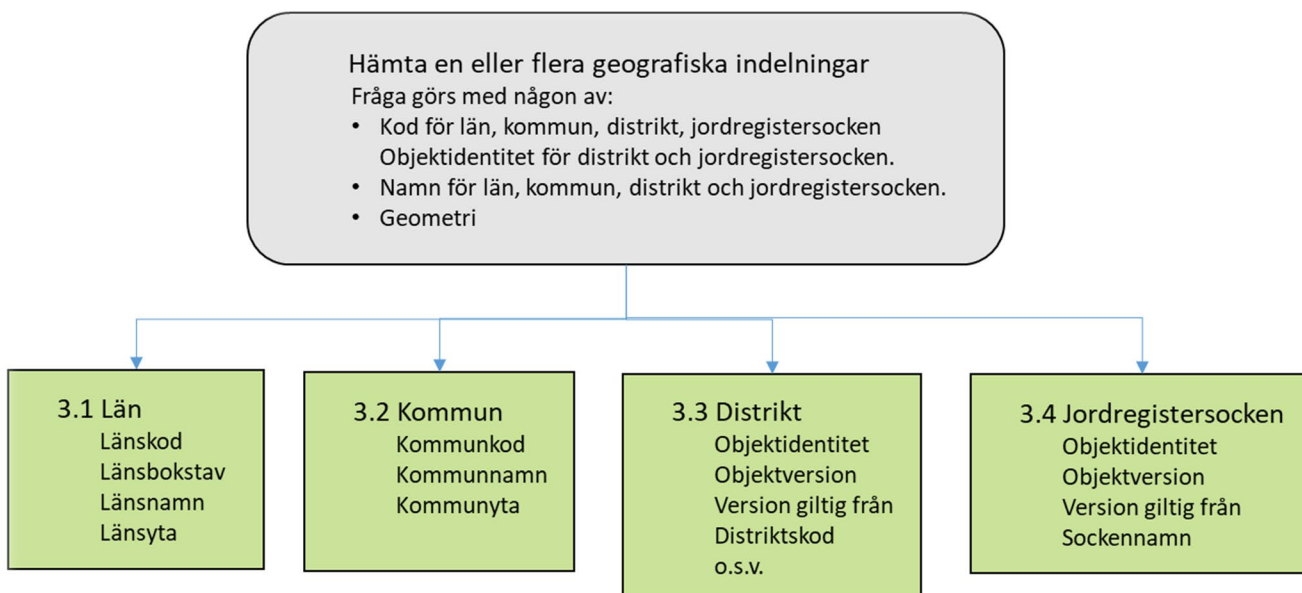 Hämta en eller flera geografiska indelningar
Fråga görs med någon av:
• Kod för län, kommun, distrikt, jordregistersocken
Objektidentitet för distrikt och jordregistersocken.
• Namn för län, kommun, distrikt och jordregistersocken.
• Geometri
3.1 Län
Länskod
Länsbokstav
Länsnamn
Länsyta
3.2 Kommun
Kommunkod
Kommunnamn
Kommunyta
3.3 Distrikt
Objektidentitet
Objektversion
Version giltig från
Distriktskod
o.s.v.
3.4 Jordregistersocken
Objektidentitet
Objektversion
Version giltig från
Sockennamn